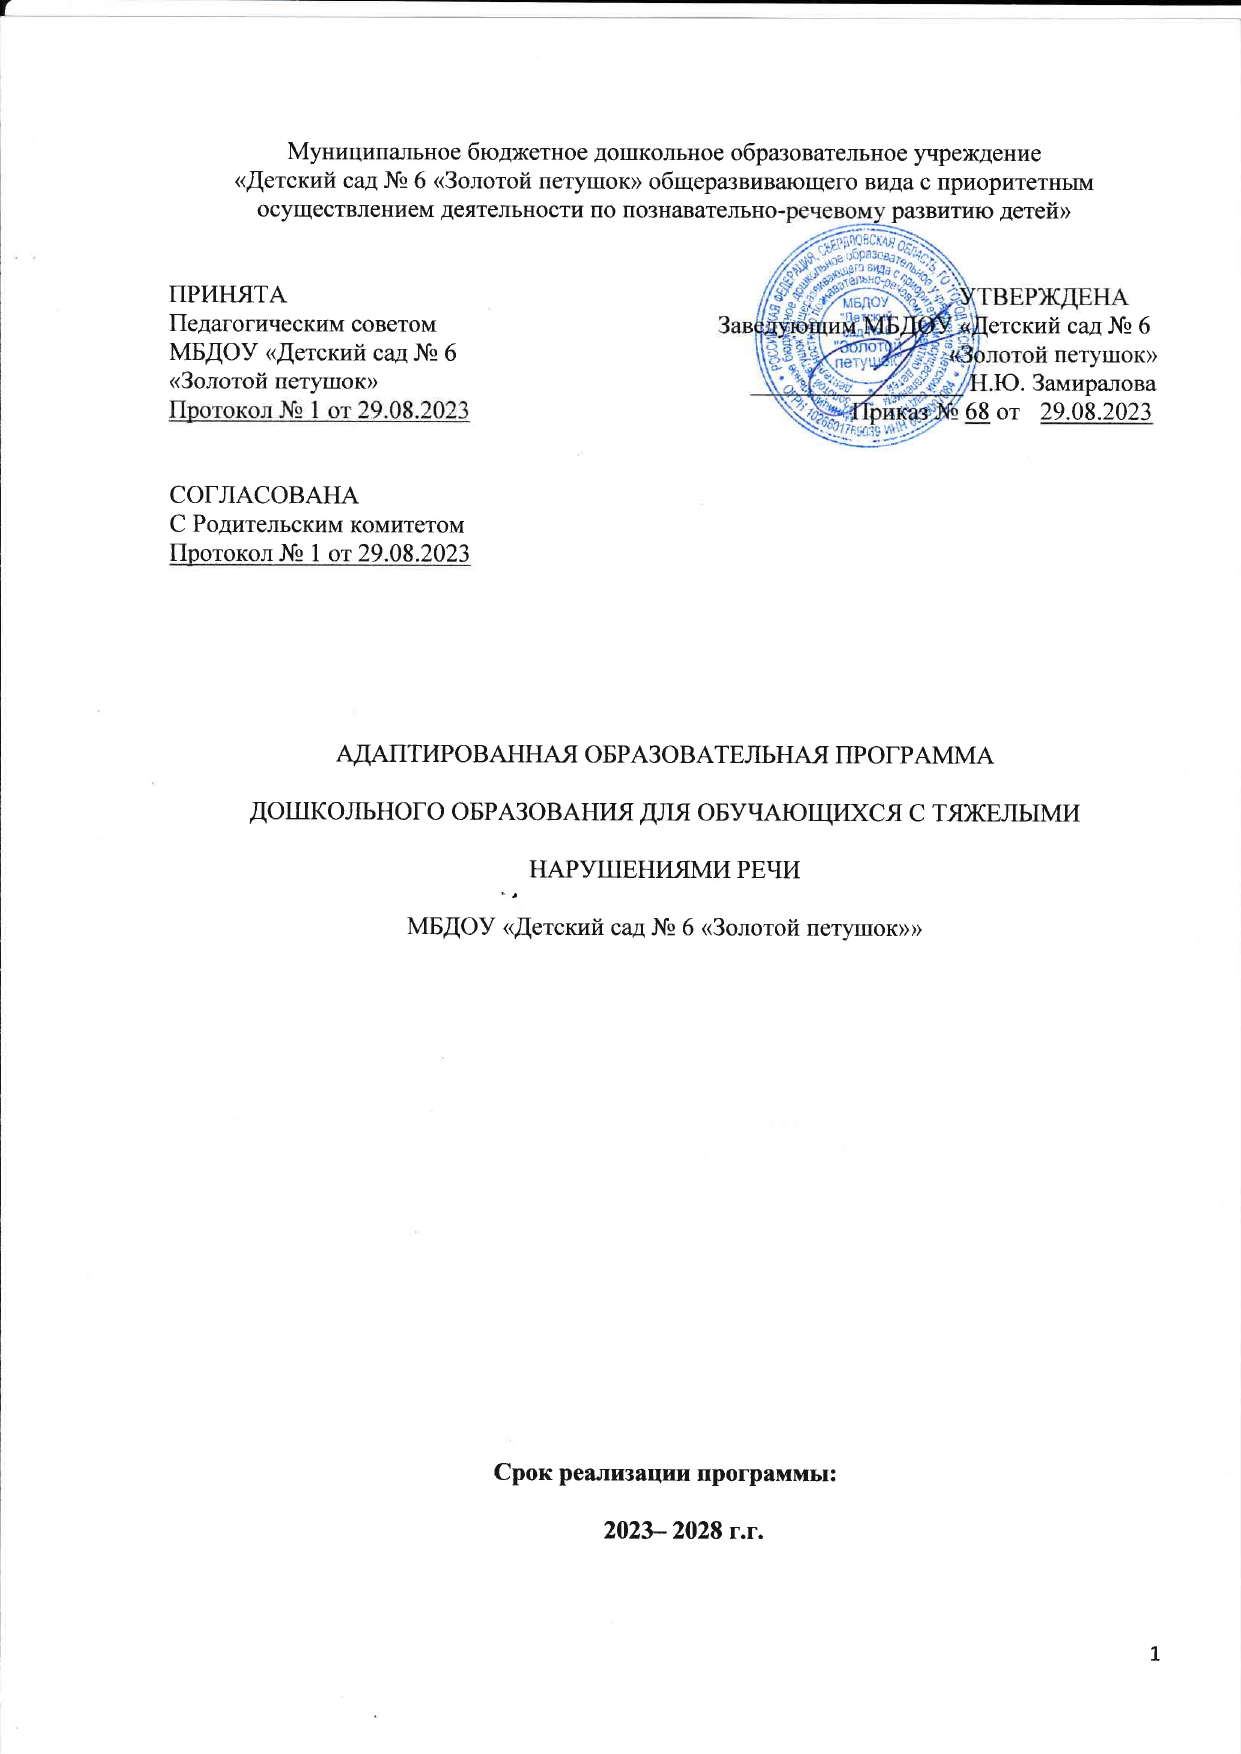 Муниципальное бюджетное дошкольное образовательное учреждение
«Детский сад № 6 «Золотой петушок» общеразвивающего вида с приоритетным
осуществлением деятельности по познавательно-речевому развитию детей»
ПРИНЯТА
Педагогическим советом
МБДОУ «Детский сад № 6
«Золотой петушок»
Протокол № 1 от 29.08.2023
УТВЕРЖДЕНА
Заведующим МБДОУ «Детский сад № 6
«Золотой петушок»
Н.Ю. Замиралова
Приказ № 68 от 29.08.2023
МБДОУ
"Детский
"Золотой
петушок"
СОГЛАСОВАНА
С Родительским комитетом
Протокол № 1 от 29.08.2023
АДАПТИРОВАННАЯ ОБРАЗОВАТЕЛЬНАЯ ПРОГРАММА
ДОШКОЛЬНОГО ОБРАЗОВАНИЯ ДЛЯ ОБУЧАЮЩИХСЯ С ТЯЖЕЛЫМИ
НАРУШЕНИЯМИ РЕЧИ
МБДОУ «Детский сад № 6 «Золотой петушок»»
Срок реализации программы:
2023– 2028 г.г.
1